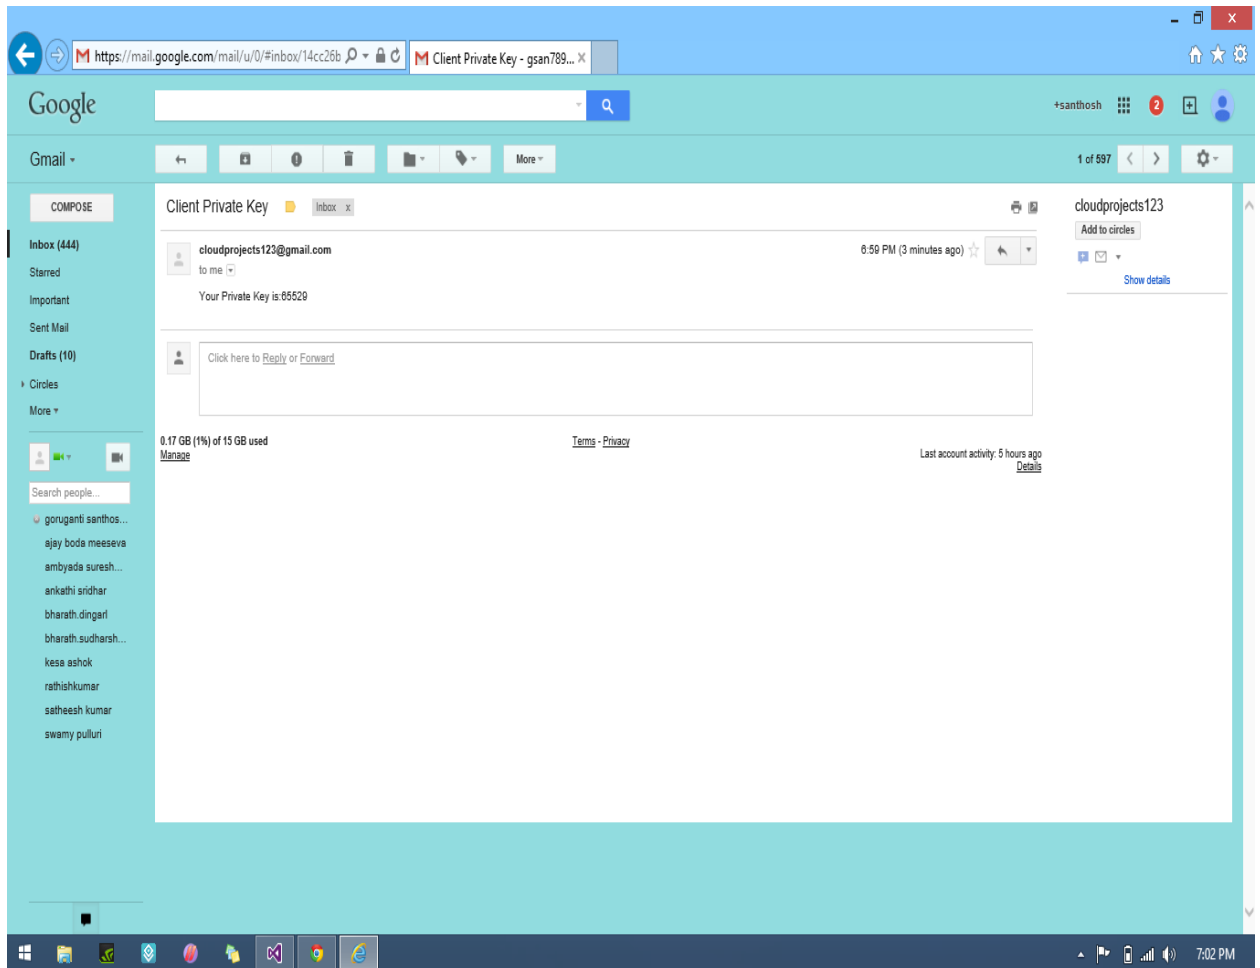 https://mail.google.com/mail/u/0/#inbox/14cc26b
Client Private Key - gsan789...
Google
+santhosh
2
Gmail
More
1 of 597
COMPOSE
Inbox (444)
Starred
Important
Sent Mail
Drafts (10)
Circles
More
Search people...
goruganti santhos...
ajay boda meeseva
ambyada suresh...
ankathi sridhar
bharath.dingarl
bharath.sudharsh...
kesa ashok
rathishkumar
satheesh kumar
swamy pulluri
Client Private Key
Inbox x
cloudprojects123@gmail.com
6:59 PM (3 minutes ago)
to me
Your Private Key is:65529
Click here to Reply or Forward
0.17 GB (1%) of 15 GB used
Manage
Terms - Privacy
Last account activity: 5 hours ago
Details
cloudprojects123
Add to circles
Show details
7:02 PM